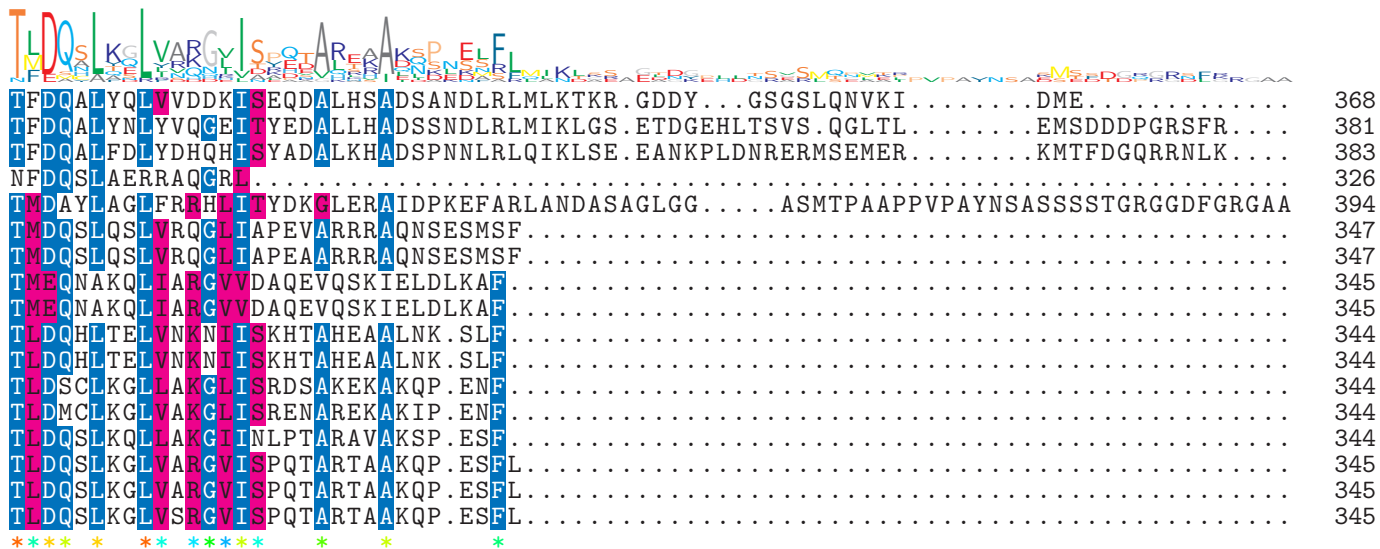 TFDQALYQLVVDDKISEQDALHSADSANDLRLMLKTKR.GDDY...GSGSLQNVKI........DME............. 368
TFDQALYNLYVQGEITYEDALLHADSSNDLRLMIKLGS.ETDGEHLTSVS.QGLTL........EMSDDDPGRSFR.... 381
TFDQALFDLYDHQHISYADALKHADSPNNLRLQIKLSE.EANKPLDNRERMSEMER........KMTFDGQRRNLK.... 383
NFDQSLAERRAQGRL................................................................. 326
TMDAYLAGLFRRHLITYDKGLERAIDPKEFARLANDASAGLGG.....ASMTPAAPPVPAYNSASSSSTGRGGDFGRGAA 394
TMDQSLQSLVRQGLIAPEVARRRAQNSESMSF................................................ 347
TMDQSLQSLVRQGLIAPEAARRRAQNSESMSF................................................ 347
TMEQNAKQLIARGVVDAQEVQSKIELDLKAF................................................. 345
TMEQNAKQLIARGVVDAQEVQSKIELDLKAF................................................. 345
TLDQHLTELVNKNIISKHTAHEAALNK.SLF................................................. 344
TLDQHLTELVNKNIISKHTAHEAALNK.SLF................................................. 344
TLDSCLKGLLAKGLISRDSAKEKAKQP.ENF................................................. 344
TLDMCLKGLVAKGLISRENAREKAKIP.ENF................................................. 344
TLDQSLKQLLAKGIINLPTARAVAKSP.ESF................................................. 344
TLDQSLKGLVARGVISPQTARTAAKQP.ESFL................................................ 345
TLDQSLKGLVARGVISPQTARTAAKQP.ESFL................................................ 345
TLDQSLKGLVSRGVISPQTARTAAKQP.ESFL................................................ 345
**** *  ** *****   *   *      *